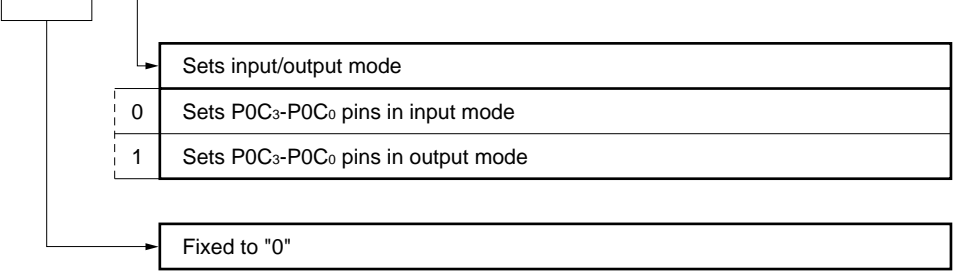 Sets input/output mode
0 Sets P0C₃-P0C₀ pins in input mode
1 Sets P0C₃-P0C₀ pins in output mode
Fixed to "0"